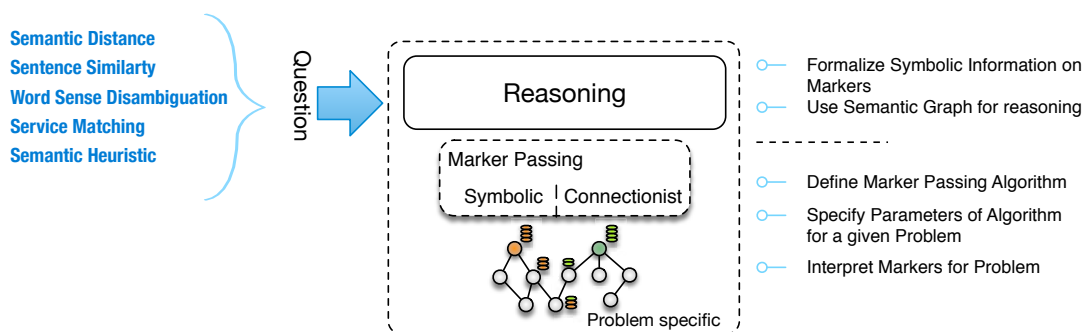 Semantic Distance
Sentence Similarty
Word Sense Disambiguation
Service Matching
Semantic Heuristic
Question
Reasoning
Marker Passing
Symbolic
Connectionist
Problem specific
Formalize Symbolic Information on
Markers
Use Semantic Graph for reasoning
Define Marker Passing Algorithm
Specify Parameters of Algorithm
for a given Problem
Interpret Markers for Problem